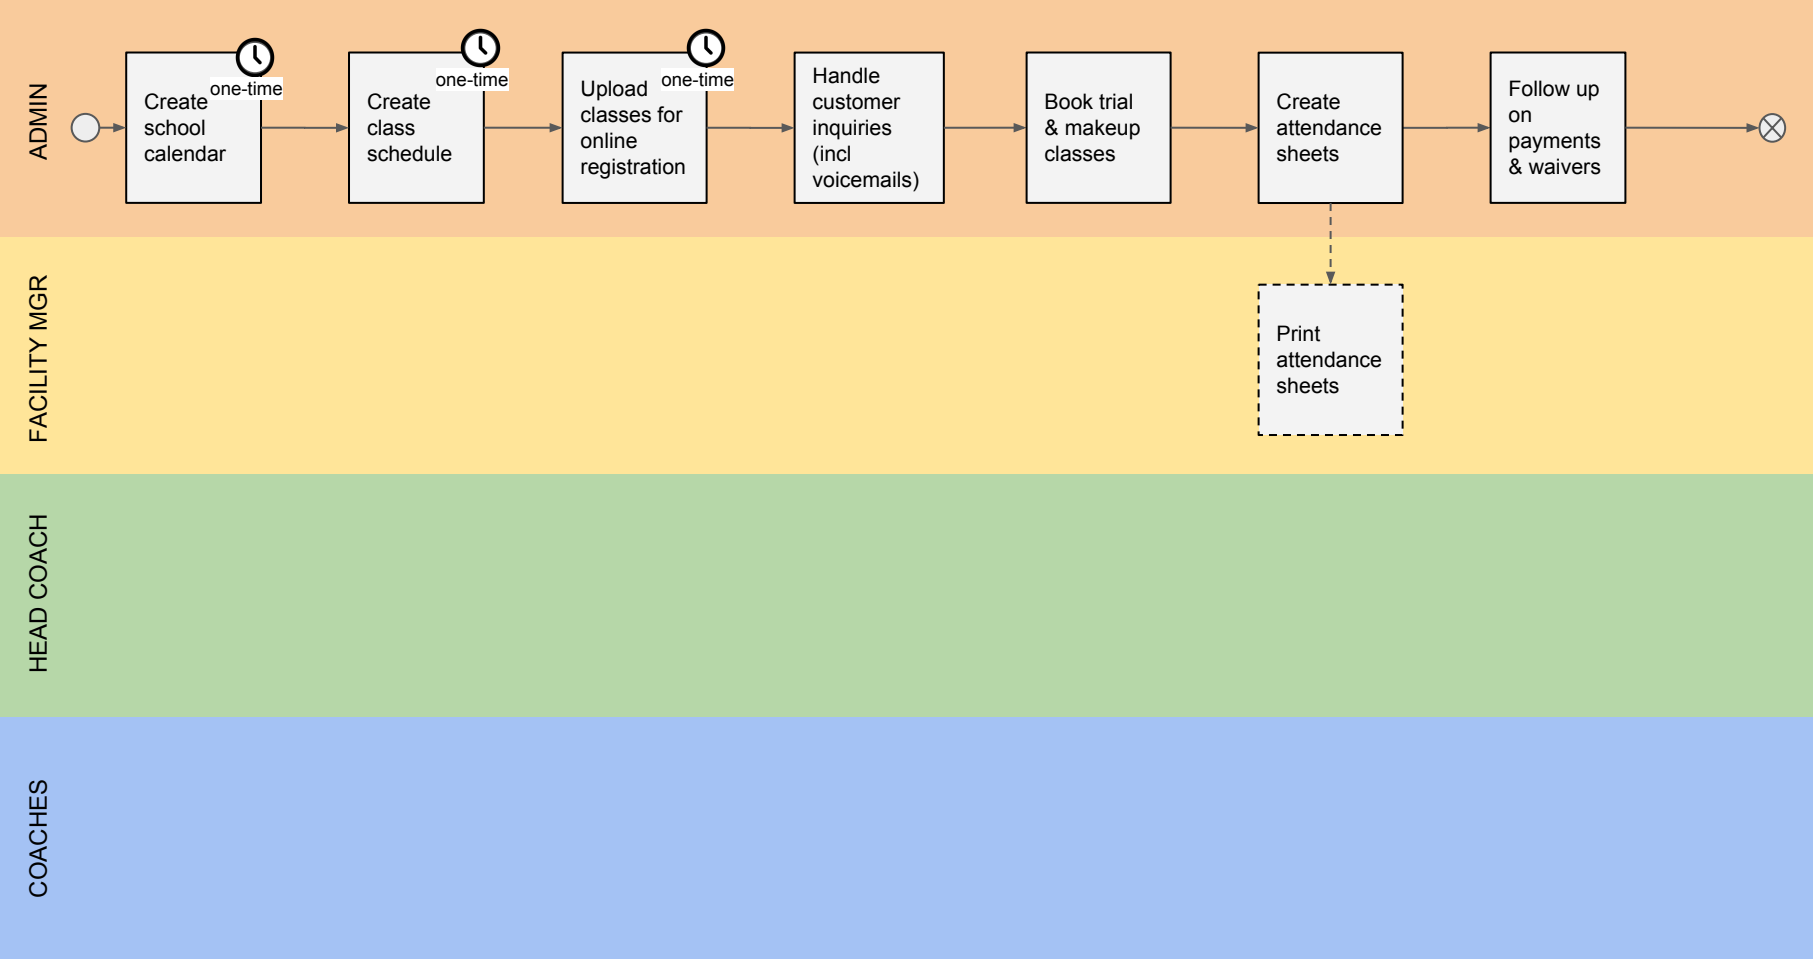 ADMIN
one-time
Create
school
calendar
one-time
Create
class
schedule
one-time
Upload
classes for
online
registration
Handle
customer
inquiries
(incl
voicemails)
Book trial
& makeup
classes
Create
attendance
sheets
Follow up
on
payments
& waivers
FACILITY MGR
Print
attendance
sheets
HEAD COACH
COACHES